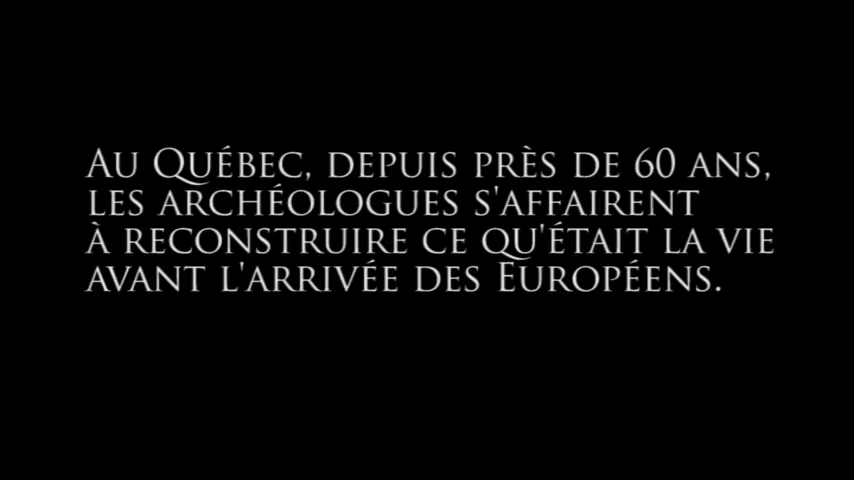 Au Québec, depuis près de 60 ans,
les archéologues s'affairent
à reconstruire ce qu'était la vie
avant l'arrivée des Européens.